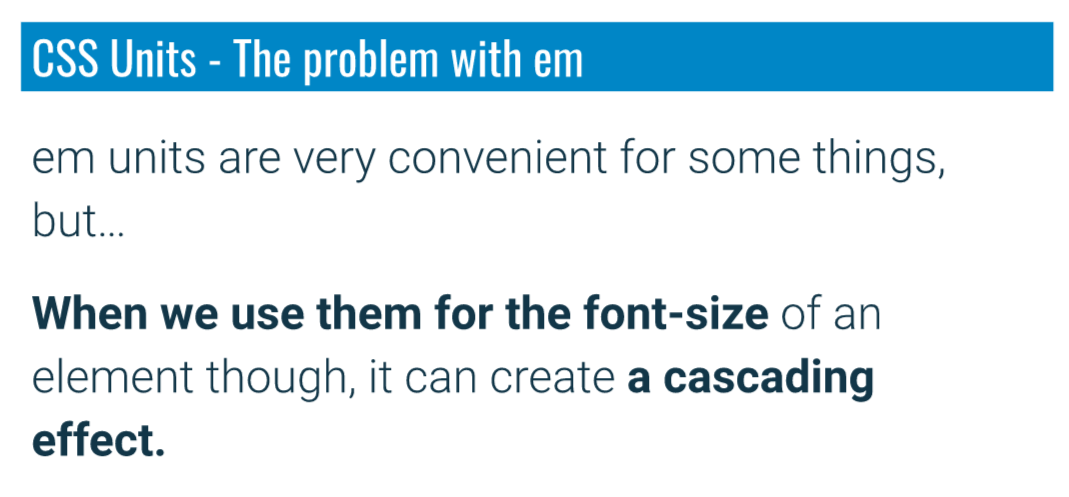 CSS Units - The problem with em
em units are very convenient for some things,
but...
When we use them for the font-size of an
element though, it can create a cascading
effect.